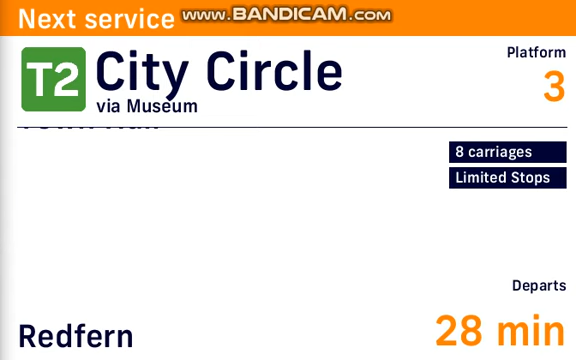 Next service
www.BANDICAM.com
T2
City Circle
via Museum
Platform
3
8 carriages
Limited Stops
Departs
28 min
Redfern